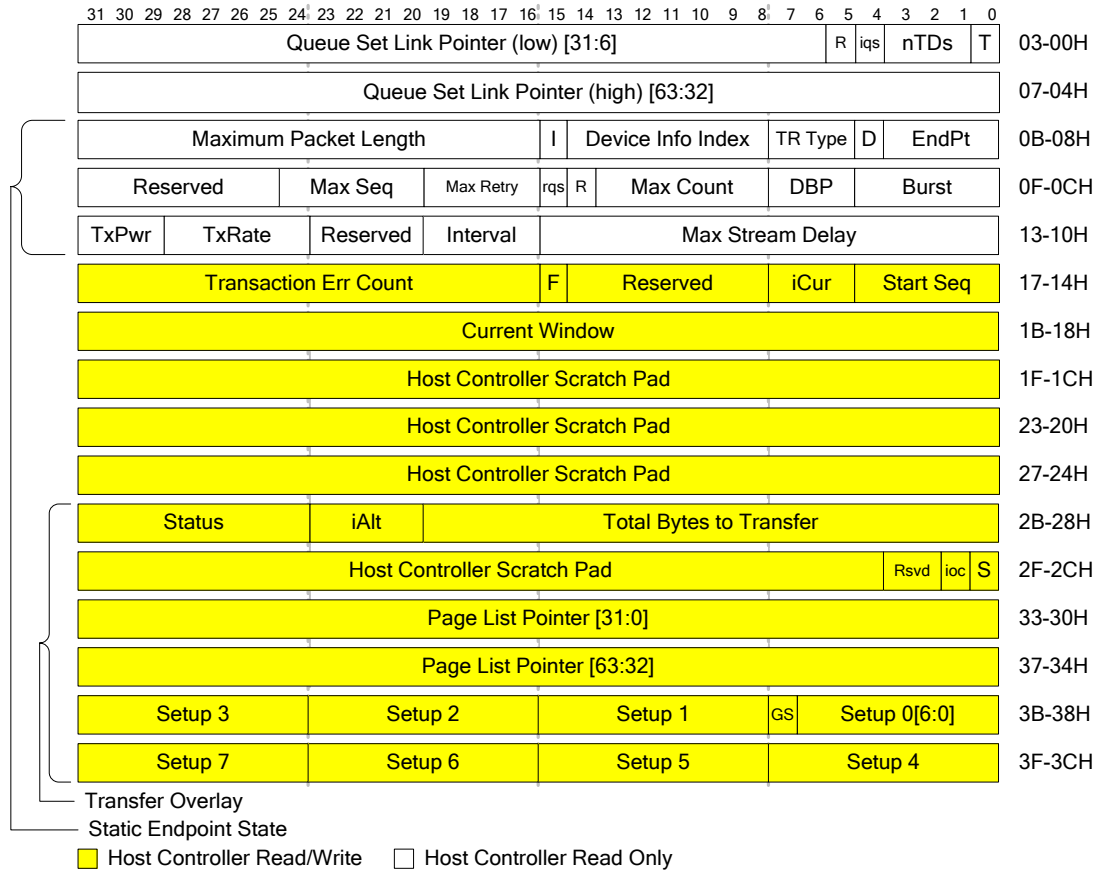 31 30 29 28 27 26 25 24 23 22 21 20 19 18 17 16 15 14 13 12 11 10 9 8 7 6 5 4 3 2 1 0
Queue Set Link Pointer (low) [31:6] R iqs nTDs T 03-00H
Queue Set Link Pointer (high) [63:32] 07-04H
Maximum Packet Length I Device Info Index TR Type D EndPt 0B-08H
Reserved Max Seq Max Retry rqs R Max Count DBP Burst 0F-0CH
TxPwr TxRate Reserved Interval Max Stream Delay 13-10H
Transaction Err Count F Reserved iCur Start Seq 17-14H
Current Window 1B-18H
Host Controller Scratch Pad 1F-1CH
Host Controller Scratch Pad 23-20H
Host Controller Scratch Pad 27-24H
Status iAlt Total Bytes to Transfer 2B-28H
Host Controller Scratch Pad Rsvd ioc S 2F-2CH
Page List Pointer [31:0] 33-30H
Page List Pointer [63:32] 37-34H
Setup 3 Setup 2 Setup 1 GS Setup 0[6:0] 3B-38H
Setup 7 Setup 6 Setup 5 Setup 4 3F-3CH
Transfer Overlay
Static Endpoint State
Host Controller Read/Write Host Controller Read Only